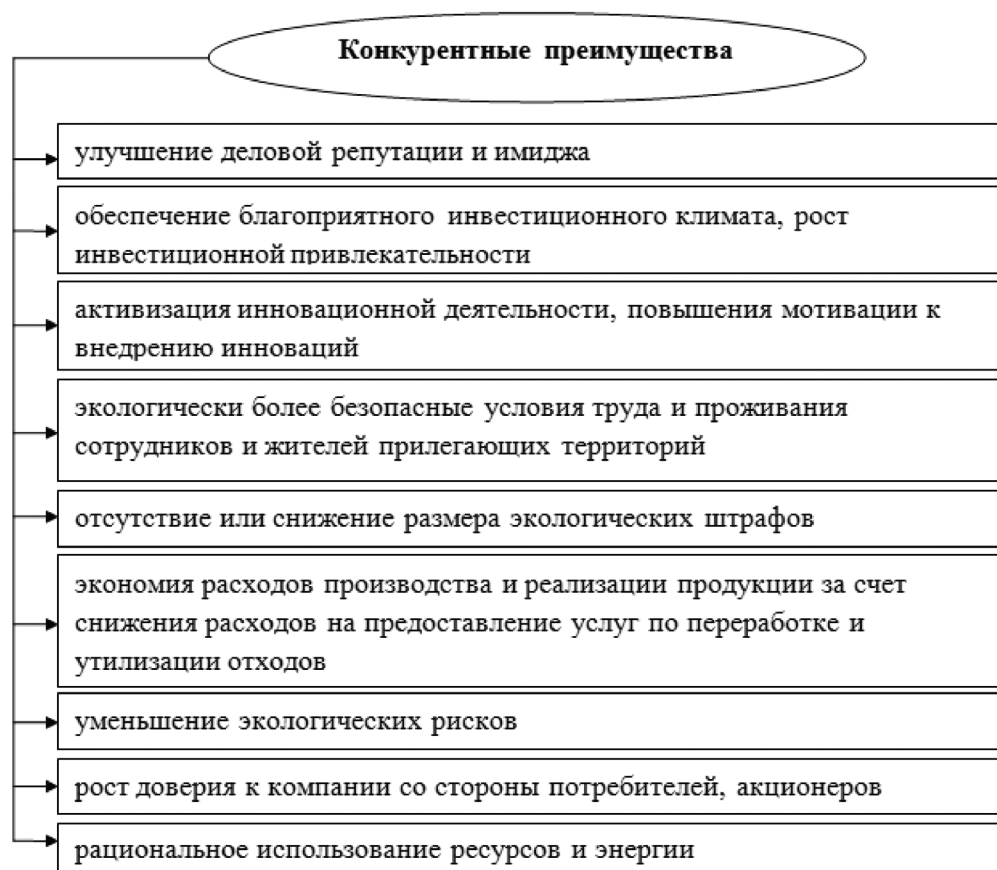 Конкурентные преимущества
улучшение деловой репутации и имиджа
обеспечение благоприятного инвестиционного климата, рост
инвестиционной привлекательности
активизация инновационной деятельности, повышения мотивации к
внедрению инноваций
экологически более безопасные условия труда и проживания
сотрудников и жителей прилегающих территорий
отсутствие или снижение размера экологических штрафов
экономия расходов производства и реализации продукции за счет
снижения расходов на предоставление услуг по переработке и
утилизации отходов
уменьшение экологических рисков
рост доверия к компании со стороны потребителей, акционеров
рациональное использование ресурсов и энергии